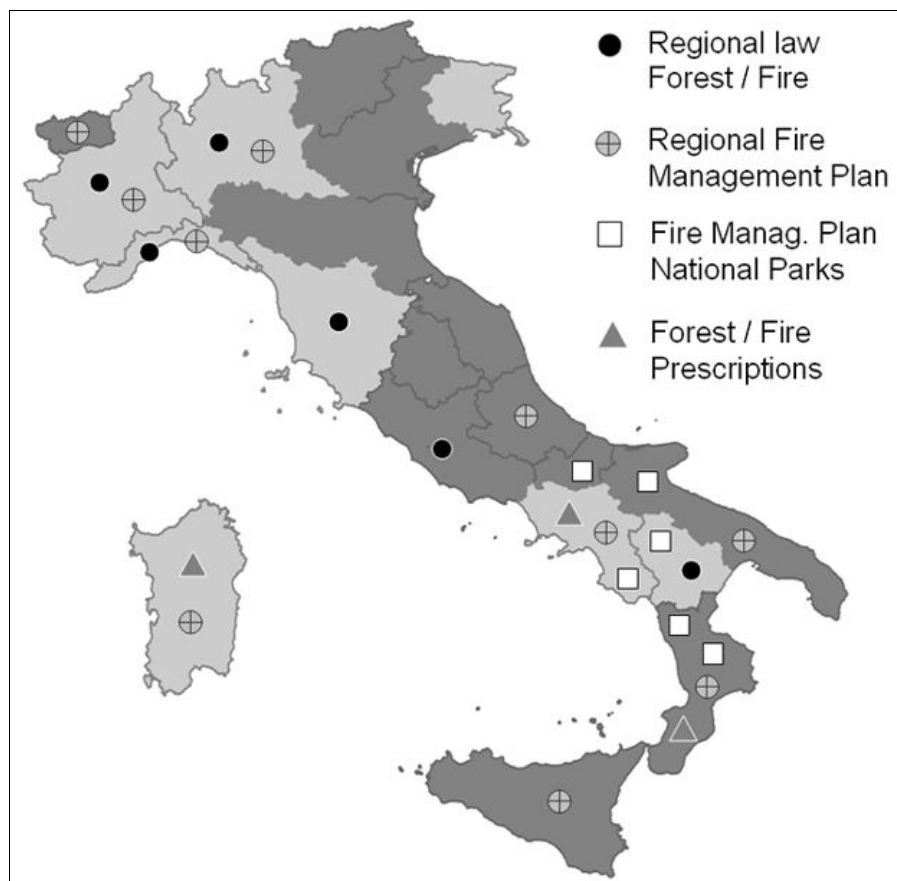 Regional law
Forest / Fire
Regional Fire
Management Plan
Fire Manag. Plan
National Parks
Forest / Fire
Prescriptions